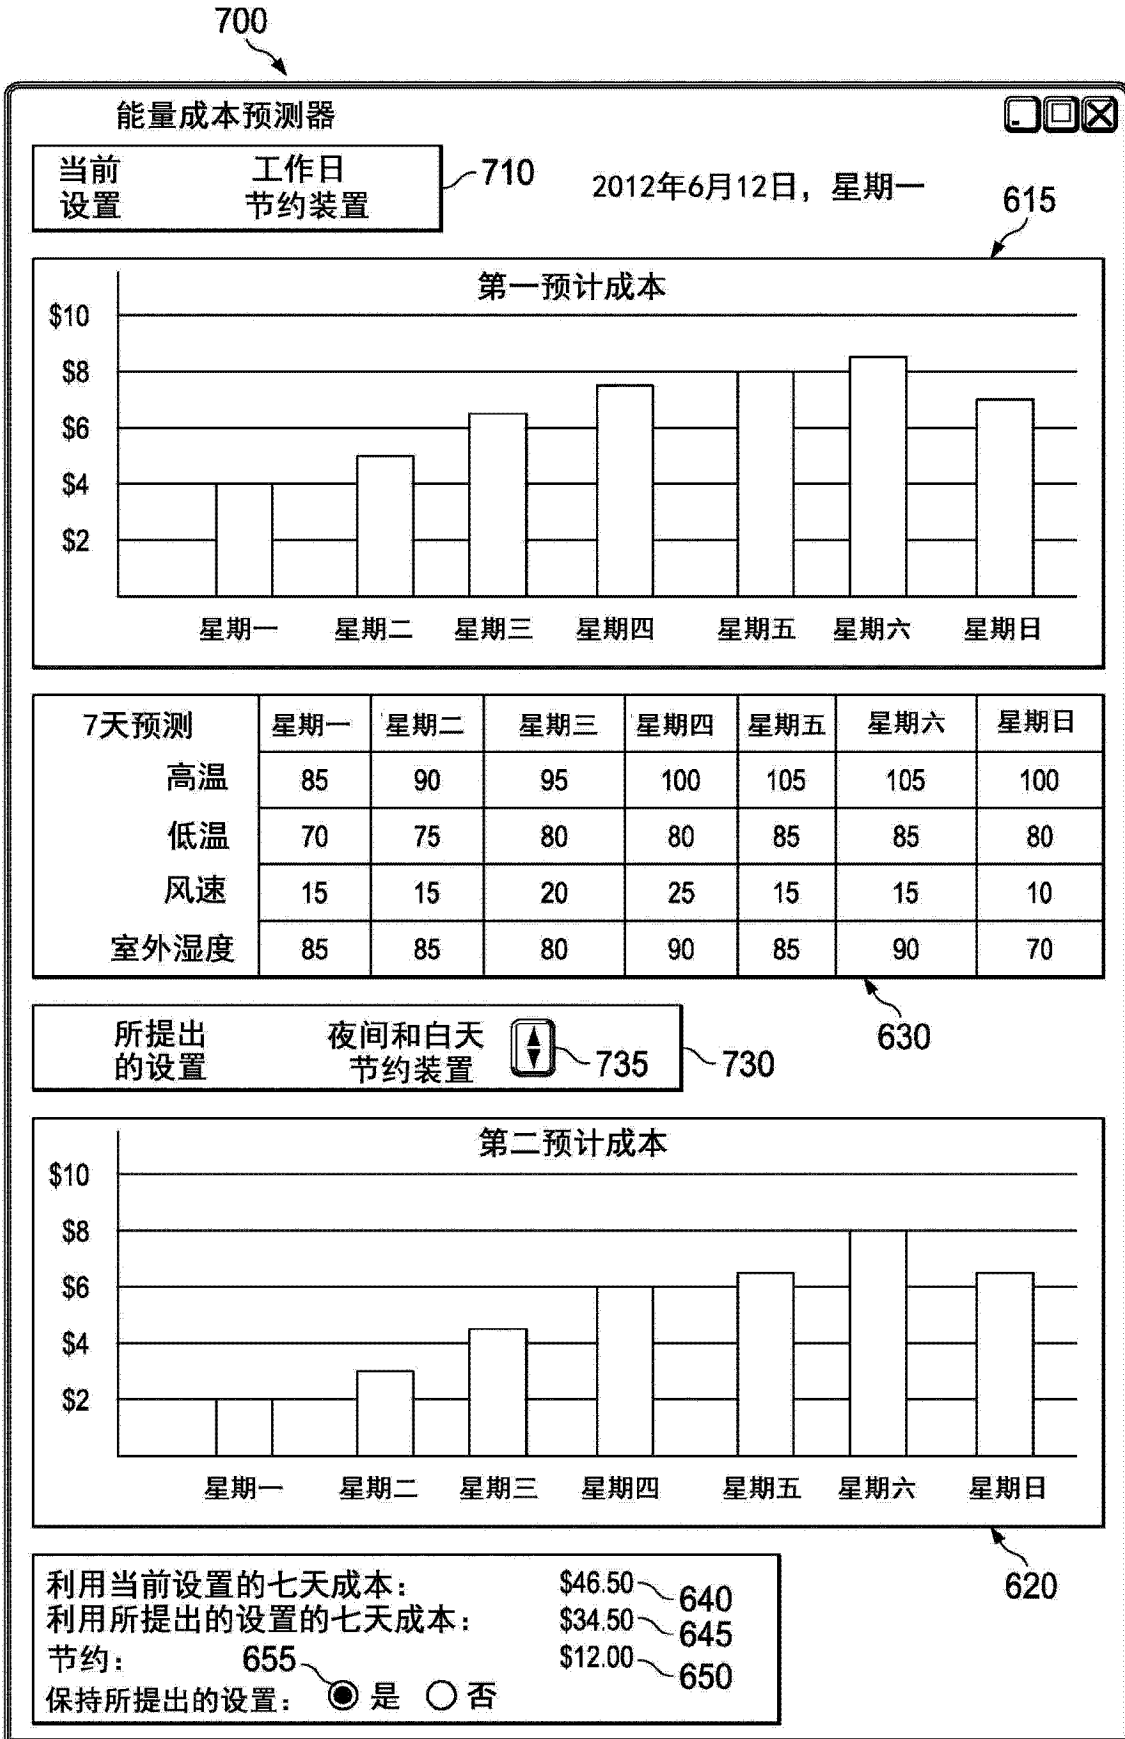 700
能量成本预测器
当前 工作日
设置 节约装置
710
2012年6月12日，星期一
615
第一预计成本
$10
$8
$6
$4
$2
星期一 星期二 星期三 星期四 星期五 星期六 星期日
7天预测 星期一 星期二 星期三 星期四 星期五 星期六 星期日
高温 85 90 95 100 105 105 100
低温 70 75 80 80 85 85 80
风速 15 15 20 25 15 15 10
室外湿度 85 85 80 90 85 90 70
630
所提出 夜间和白天
的设置 节约装置
735
730
第二预计成本
$10
$8
$6
$4
$2
星期一 星期二 星期三 星期四 星期五 星期六 星期日
620
利用当前设置的七天成本： $46.50 640
利用所提出的设置的七天成本： $34.50 645
节约： $12.00 650
655
保持所提出的设置： 是 否